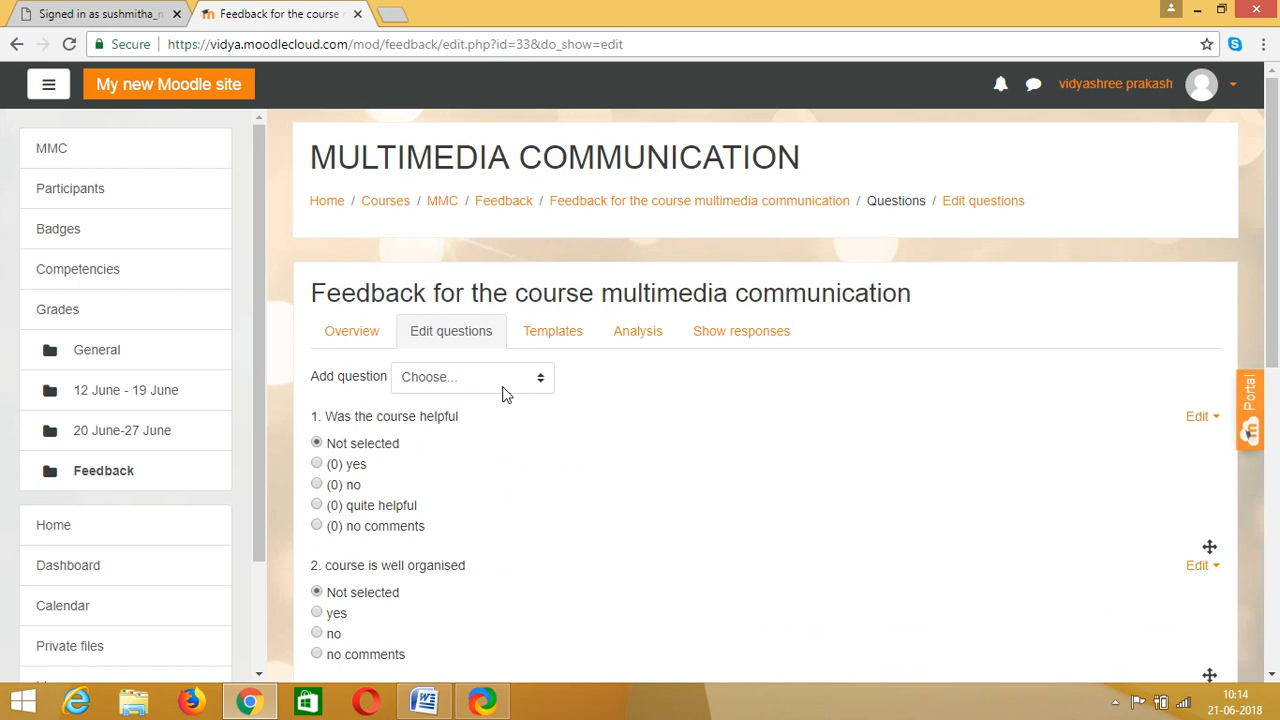 Signed in as sushmitha_
Feedback for the course
Secure
https://vidya.moodlecloud.com/mod/feedback/edit.php?id=33&do_show=edit
My new Moodle site
vidyashree prakash
MMC
Participants
Badges
Competencies
Grades
General
12 June - 19 June
20 June-27 June
Feedback
Home
Dashboard
Calendar
Private files
MULTIMEDIA COMMUNICATION
Home / Courses / MMC / Feedback / Feedback for the course multimedia communication / Questions / Edit questions
Feedback for the course multimedia communication
Overview
Edit questions
Templates
Analysis
Show responses
Add question
Choose...
1. Was the course helpful
Edit
Not selected
(0) yes
(0) no
(0) quite helpful
(0) no comments
2. course is well organised
Edit
Not selected
yes
no
no comments
Portal
10:14
21-06-2018